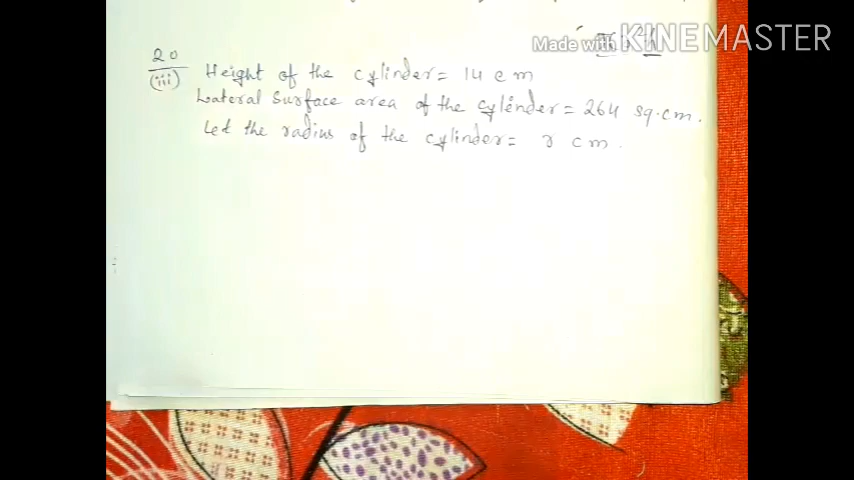 Made with KINEMASTER
20
(iii) Height of the cylinder = 14 cm
Lateral Surface area of the cylinder = 264 sq.cm.
Let the radius of the cylinder = r cm.